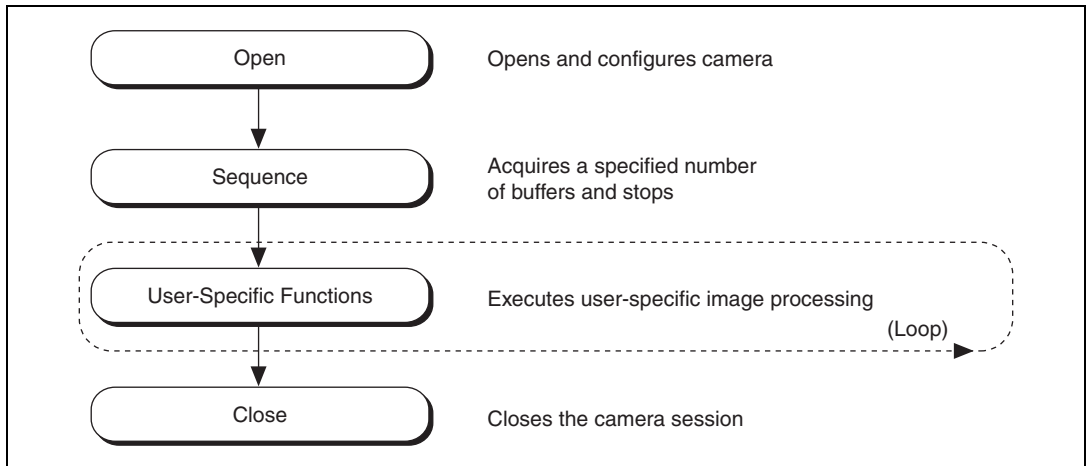 Open
Opens and configures camera
Sequence
Acquires a specified number
of buffers and stops
User-Specific Functions
Executes user-specific image processing
(Loop)
Close
Closes the camera session